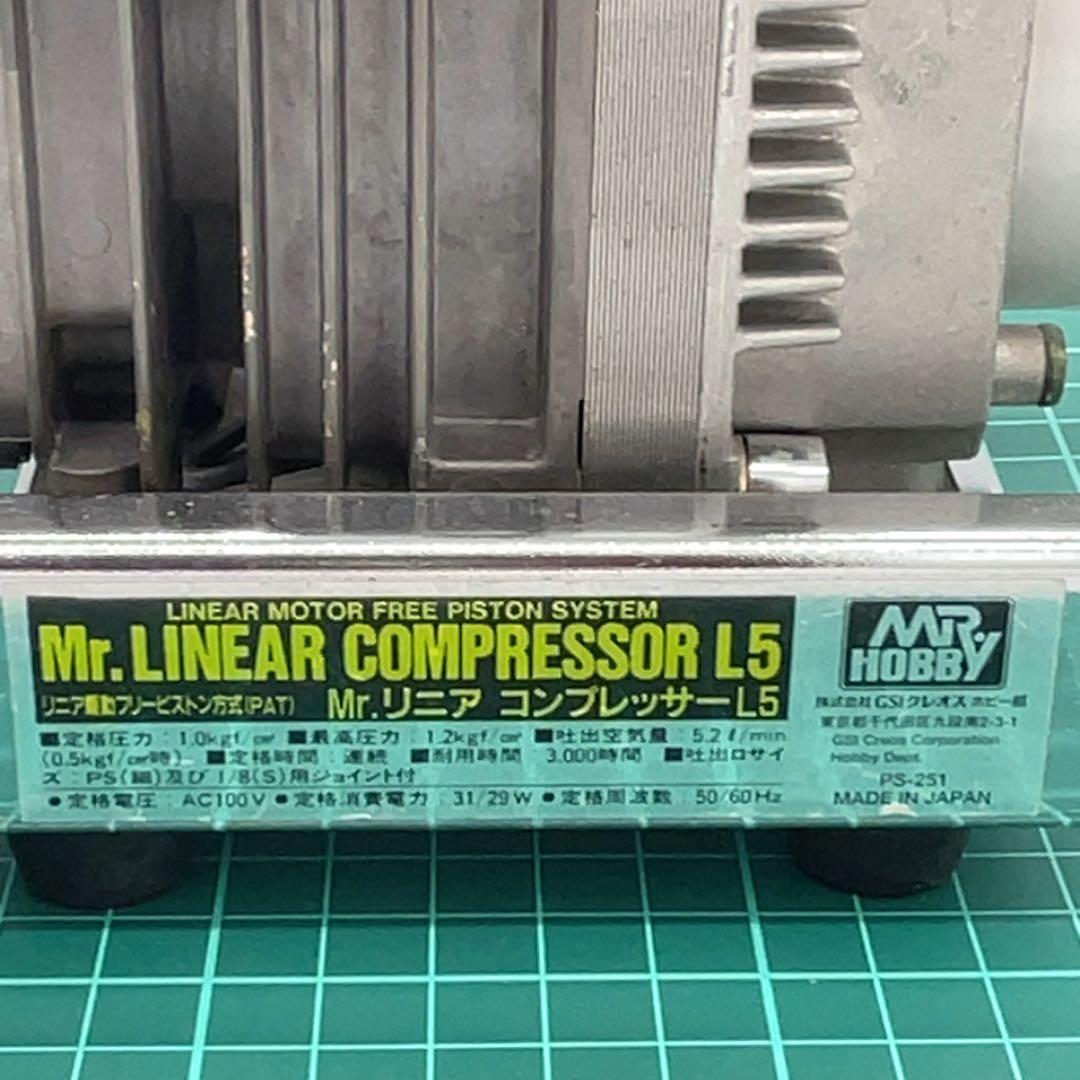 LINEAR MOTOR FREE PISTON SYSTEM
Mr. LINEAR COMPRESSOR L5
リニア駆動フリーピストン方式(PAT) Mr.リニア コンプレッサーL5
■定格圧力：1.0kgf/c㎡ ■最高圧力：1.2kgf/c㎡ ■吐出空気量：5.2ℓ/min
(0.5kgf/c㎡時) ■定格時間：連続 ■耐用時間 3.000時間 ■吐出口サイ
ズ：PS(細)及び1/8(S)用ジョイント付
●定格電圧：AC100V ●定格消費電力：31/29W ●定格周波数：50/60Hz
MR.
HOBBY
株式会社 GSIクレオス ホビー部
東京都千代田区九段南2-3-1
GSI Creos Corporation
Hobby Dept.
PS-251
MADE IN JAPAN